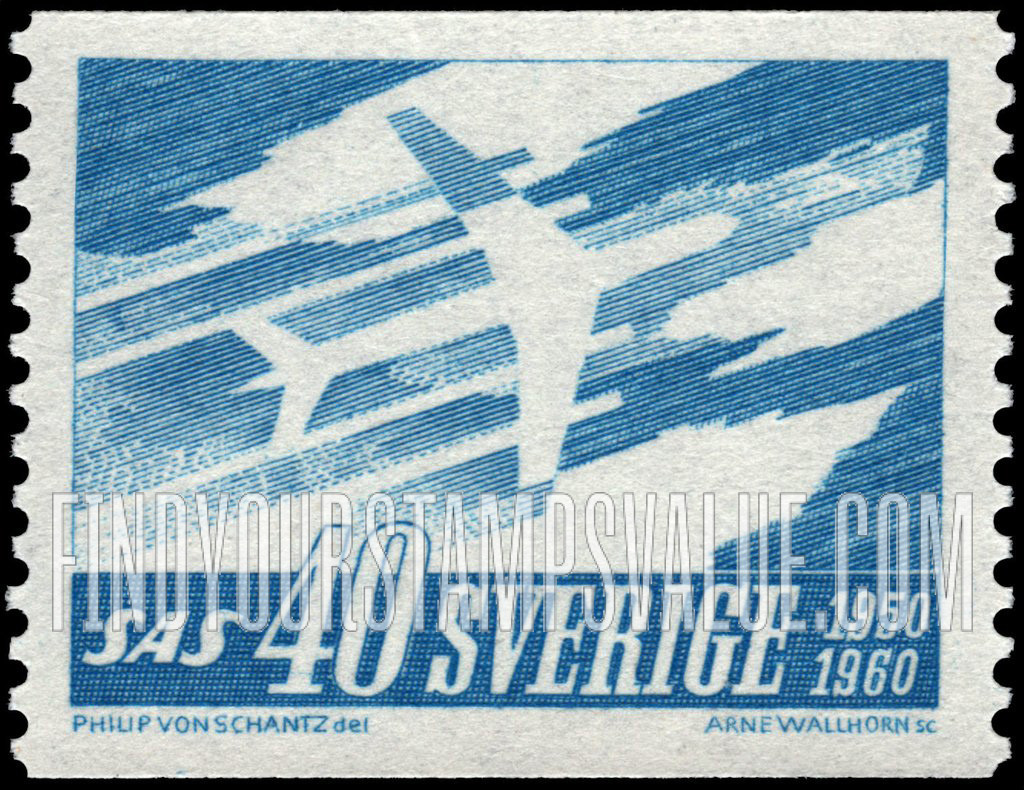 FINDYOURSTAMPSVALUE.COM
SAS 40 SVERIGE 1950
1960
PHILIP VON SCHANTZ del ARNE WALLHORN sc